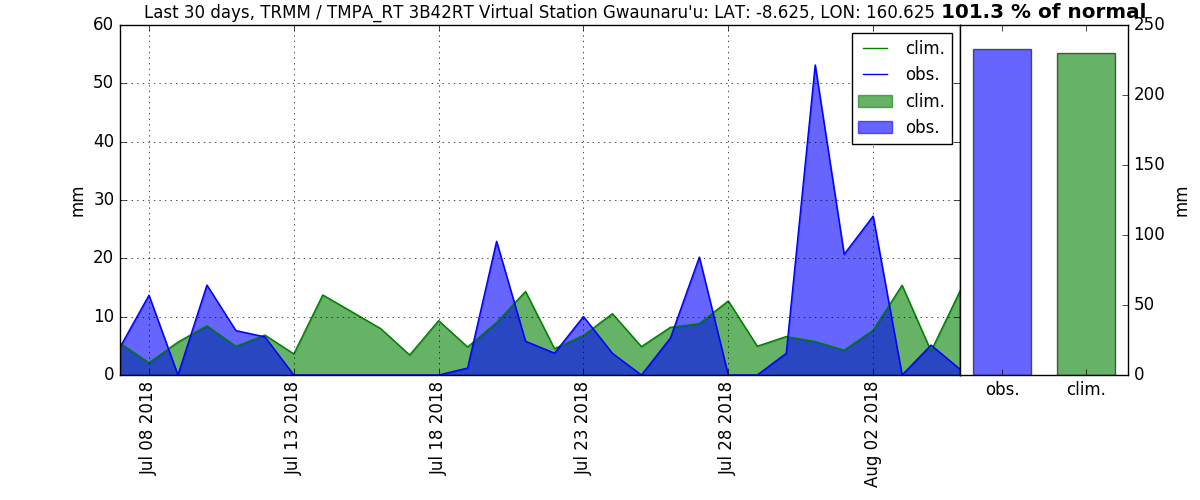 Last 30 days, TRMM / TMPA_RT 3B42RT Virtual Station Gwaunaru'u: LAT: -8.625, LON: 160.625 101.3 % of normal
60
50
40
30
20
10
0
mm
Jul 08 2018
Jul 13 2018
Jul 18 2018
Jul 23 2018
Jul 28 2018
Aug 02 2018
clim.
obs.
clim.
obs.
250
200
150
100
50
0
mm
obs. clim.